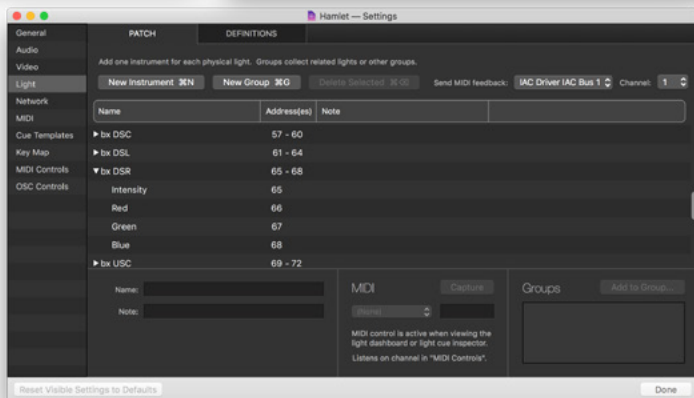 Hamlet — Settings
General
Audio
Video
Light
Network
MIDI
Cue Templates
Key Map
MIDI Controls
OSC Controls
PATCH DEFINITIONS
Add one instrument for each physical light. Groups collect related lights or other groups.
New Instrument ⌘N New Group ⌘G Delete Selected ⌘⌫ Send MIDI feedback: IAC Driver IAC Bus 1 Channel: 1
Name Address(es) Note
bx DSC 57 - 60
bx DSL 61 - 64
bx DSR 65 - 68
Intensity 65
Red 66
Green 67
Blue 68
bx USC 69 - 72
Name:
Note:
MIDI Capture
(None)
MIDI control is active when viewing the
light dashboard or light cue inspector.
Listens on channel in "MIDI Controls".
Groups Add to Group...
Reset Visible Settings to Defaults Done